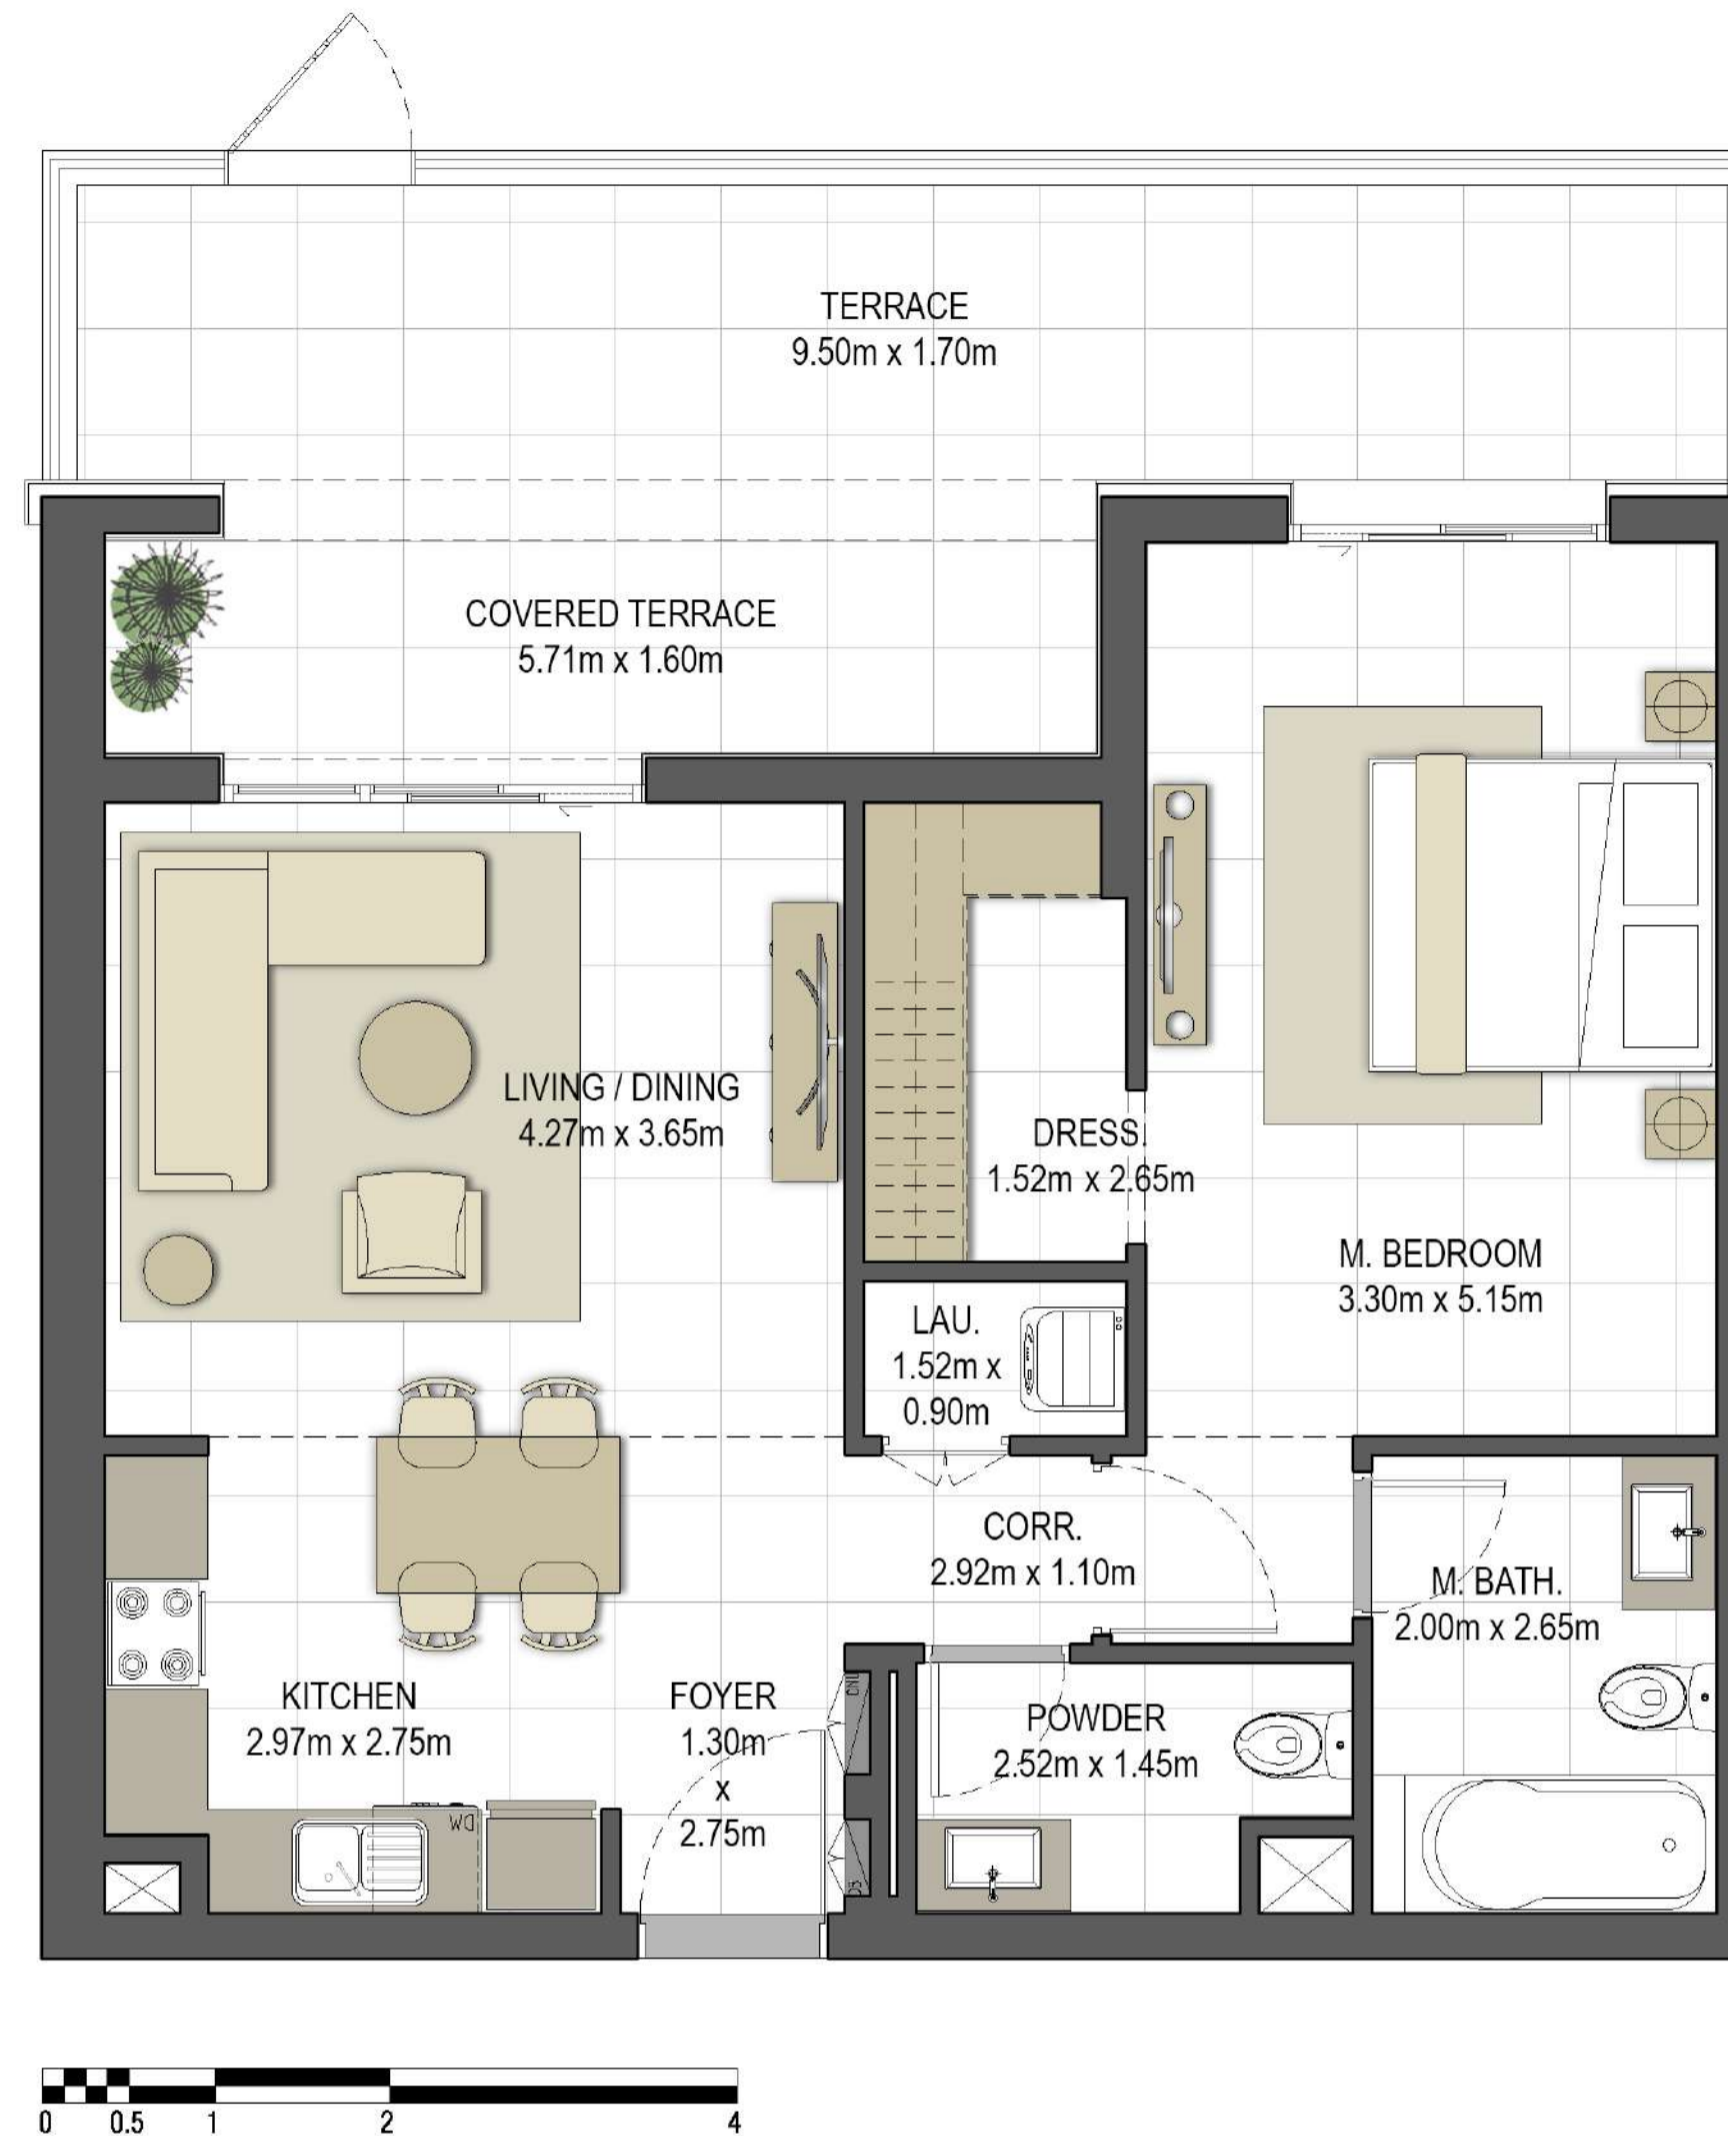 TERRACE
9.50m x 1.70m
COVERED TERRACE
5.71m x 1.60m
LIVING / DINING
4.27m x 3.65m
DRESS.
1.52m x 2.65m
M. BEDROOM
3.30m x 5.15m
LAU.
1.52m x
0.90m
CORR.
2.92m x 1.10m
M. BATH.
2.00m x 2.65m
KITCHEN
2.97m x 2.75m
FOYER
1.30m
x
2.75m
POWDER
2.52m x 1.45m
DW
0 0.5 1 2 4